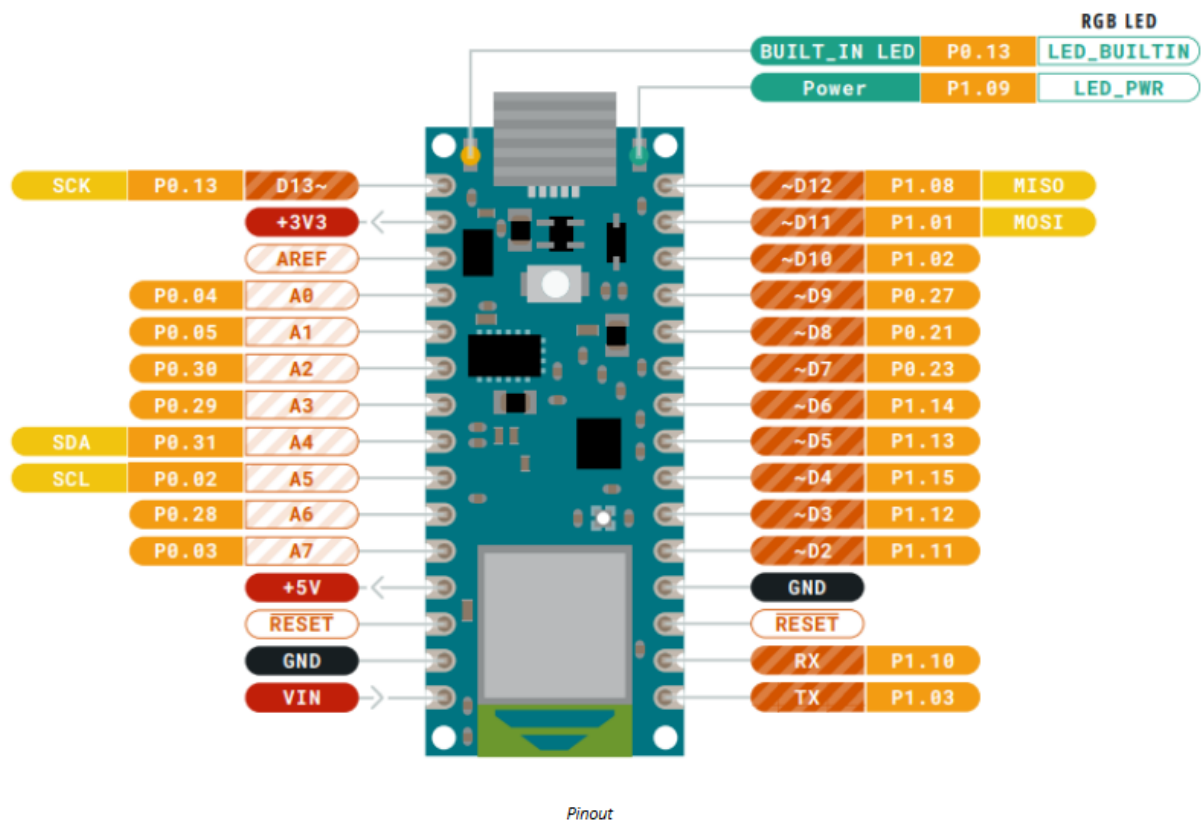 RGB LED
BUILT_IN LED P0.13 LED_BUILTIN
Power P1.09 LED_PWR
SCK P0.13 D13~ ~D12 P1.08 MISO
+3V3 ~D11 P1.01 MOSI
AREF ~D10 P1.02
P0.04 A0 ~D9 P0.27
P0.05 A1 ~D8 P0.21
P0.30 A2 ~D7 P0.23
P0.29 A3 ~D6 P1.14
SDA P0.31 A4 ~D5 P1.13
SCL P0.02 A5 ~D4 P1.15
P0.28 A6 ~D3 P1.12
P0.03 A7 ~D2 P1.11
+5V GND
RESET RESET
GND RX P1.10
VIN TX P1.03
Pinout